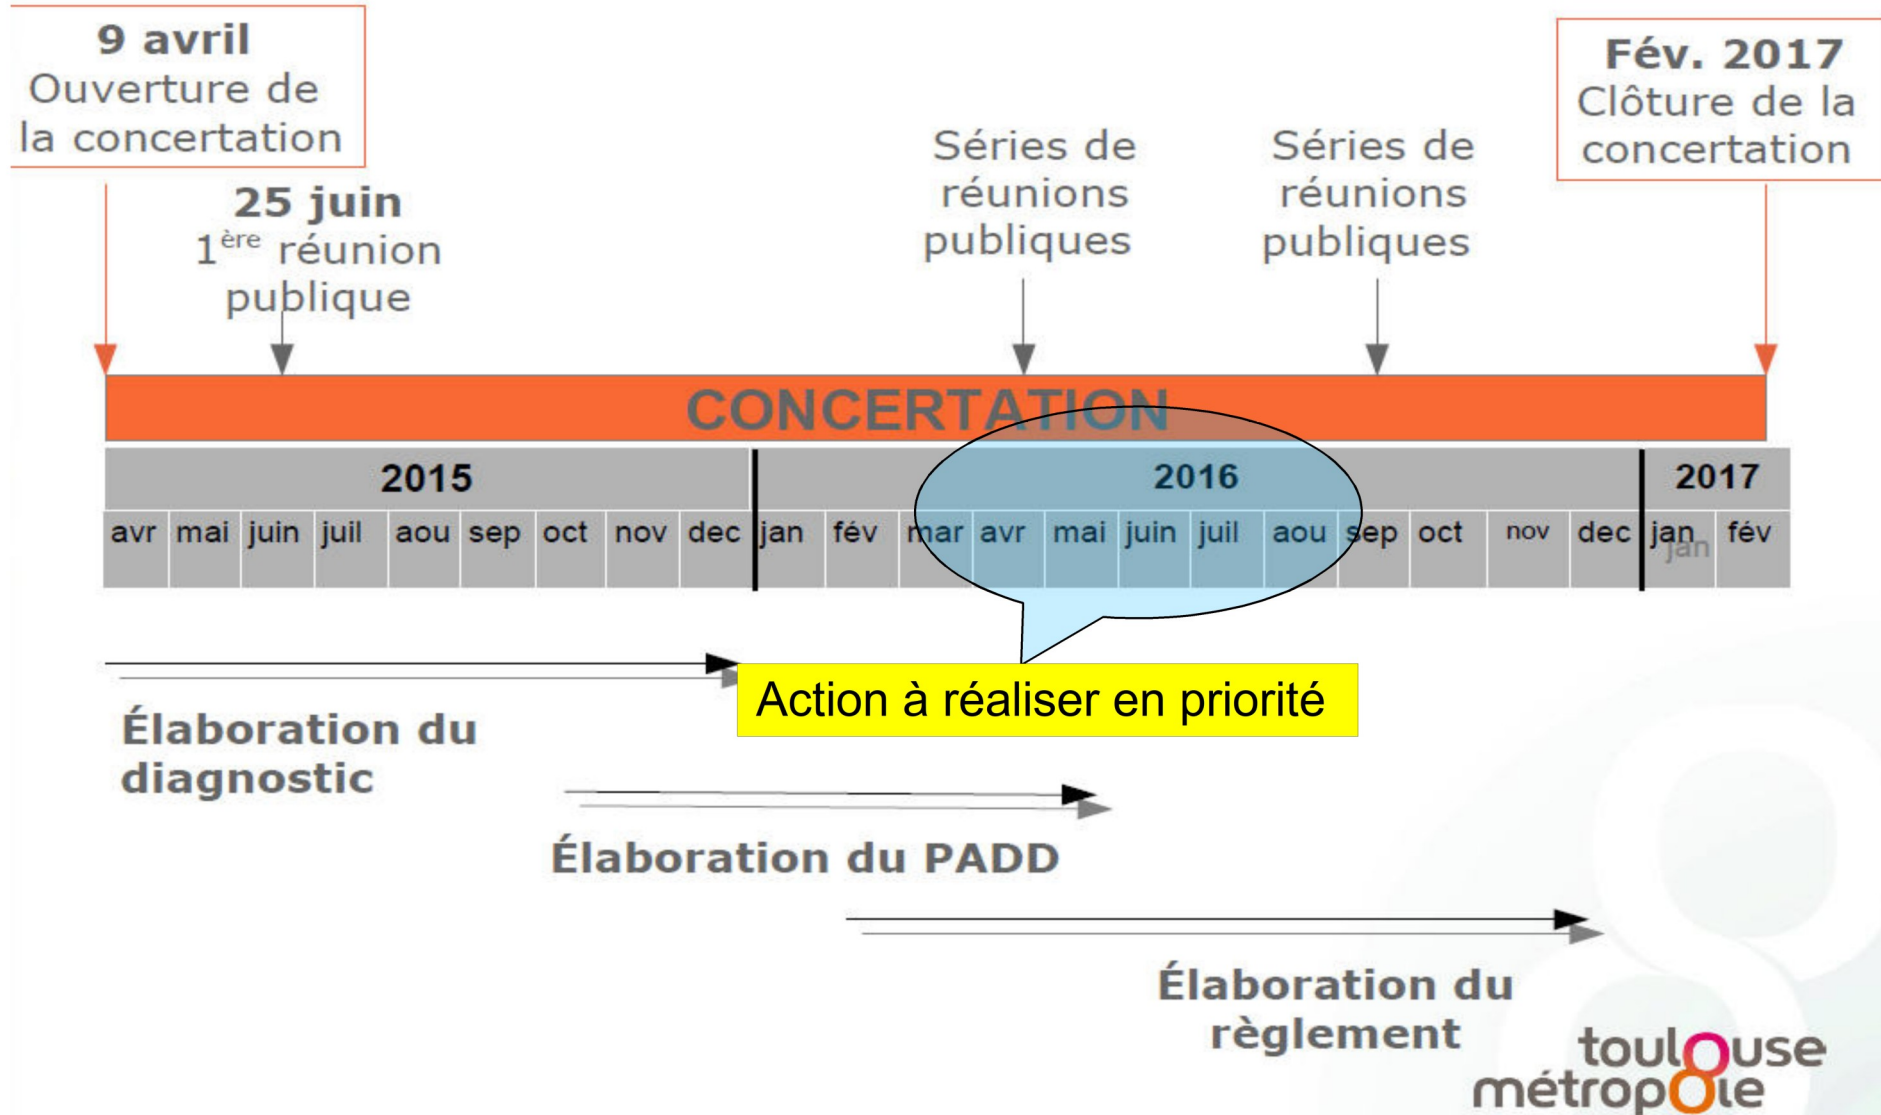 9 avril
Ouverture de
la concertation
25 juin
1ère réunion
publique
Séries de
réunions
publiques
Séries de
réunions
publiques
Fév. 2017
Clôture de la
concertation
CONCERTATION
2015 2016 2017
avr mai juin juil aou sep oct nov dec jan fév mar avr mai juin juil aou sep oct nov dec jan jan fév
Action à réaliser en priorité
Élaboration du
diagnostic
Élaboration du PADD
Élaboration du
règlement
toulouse
métropole